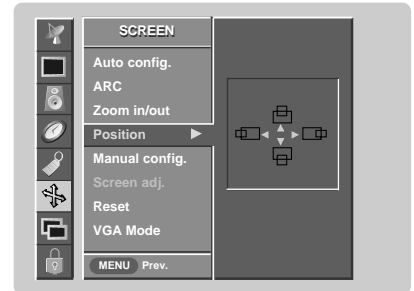 SCREEN
Auto config.
ARC
Zoom in/out
Position
Manual config.
Screen adj.
Reset
VGA Mode
MENU Prev.